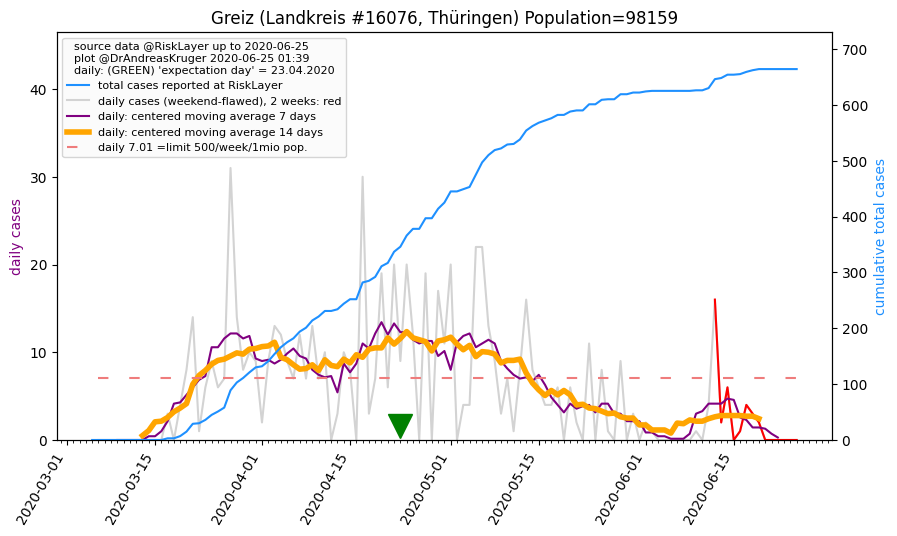 Greiz (Landkreis #16076, Thüringen) Population=98159
source data @RiskLayer up to 2020-06-25
plot @DrAndreasKruger 2020-06-25 01:39
daily: (GREEN) 'expectation day' = 23.04.2020
total cases reported at RiskLayer
daily cases (weekend-flawed), 2 weeks: red
daily: centered moving average 7 days
daily: centered moving average 14 days
daily 7.01 =limit 500/week/1mio pop.
daily cases
40
30
20
10
0
cumulative total cases
700
600
500
400
300
200
100
0
2020-03-01
2020-03-15
2020-04-01
2020-04-15
2020-05-01
2020-05-15
2020-06-01
2020-06-15